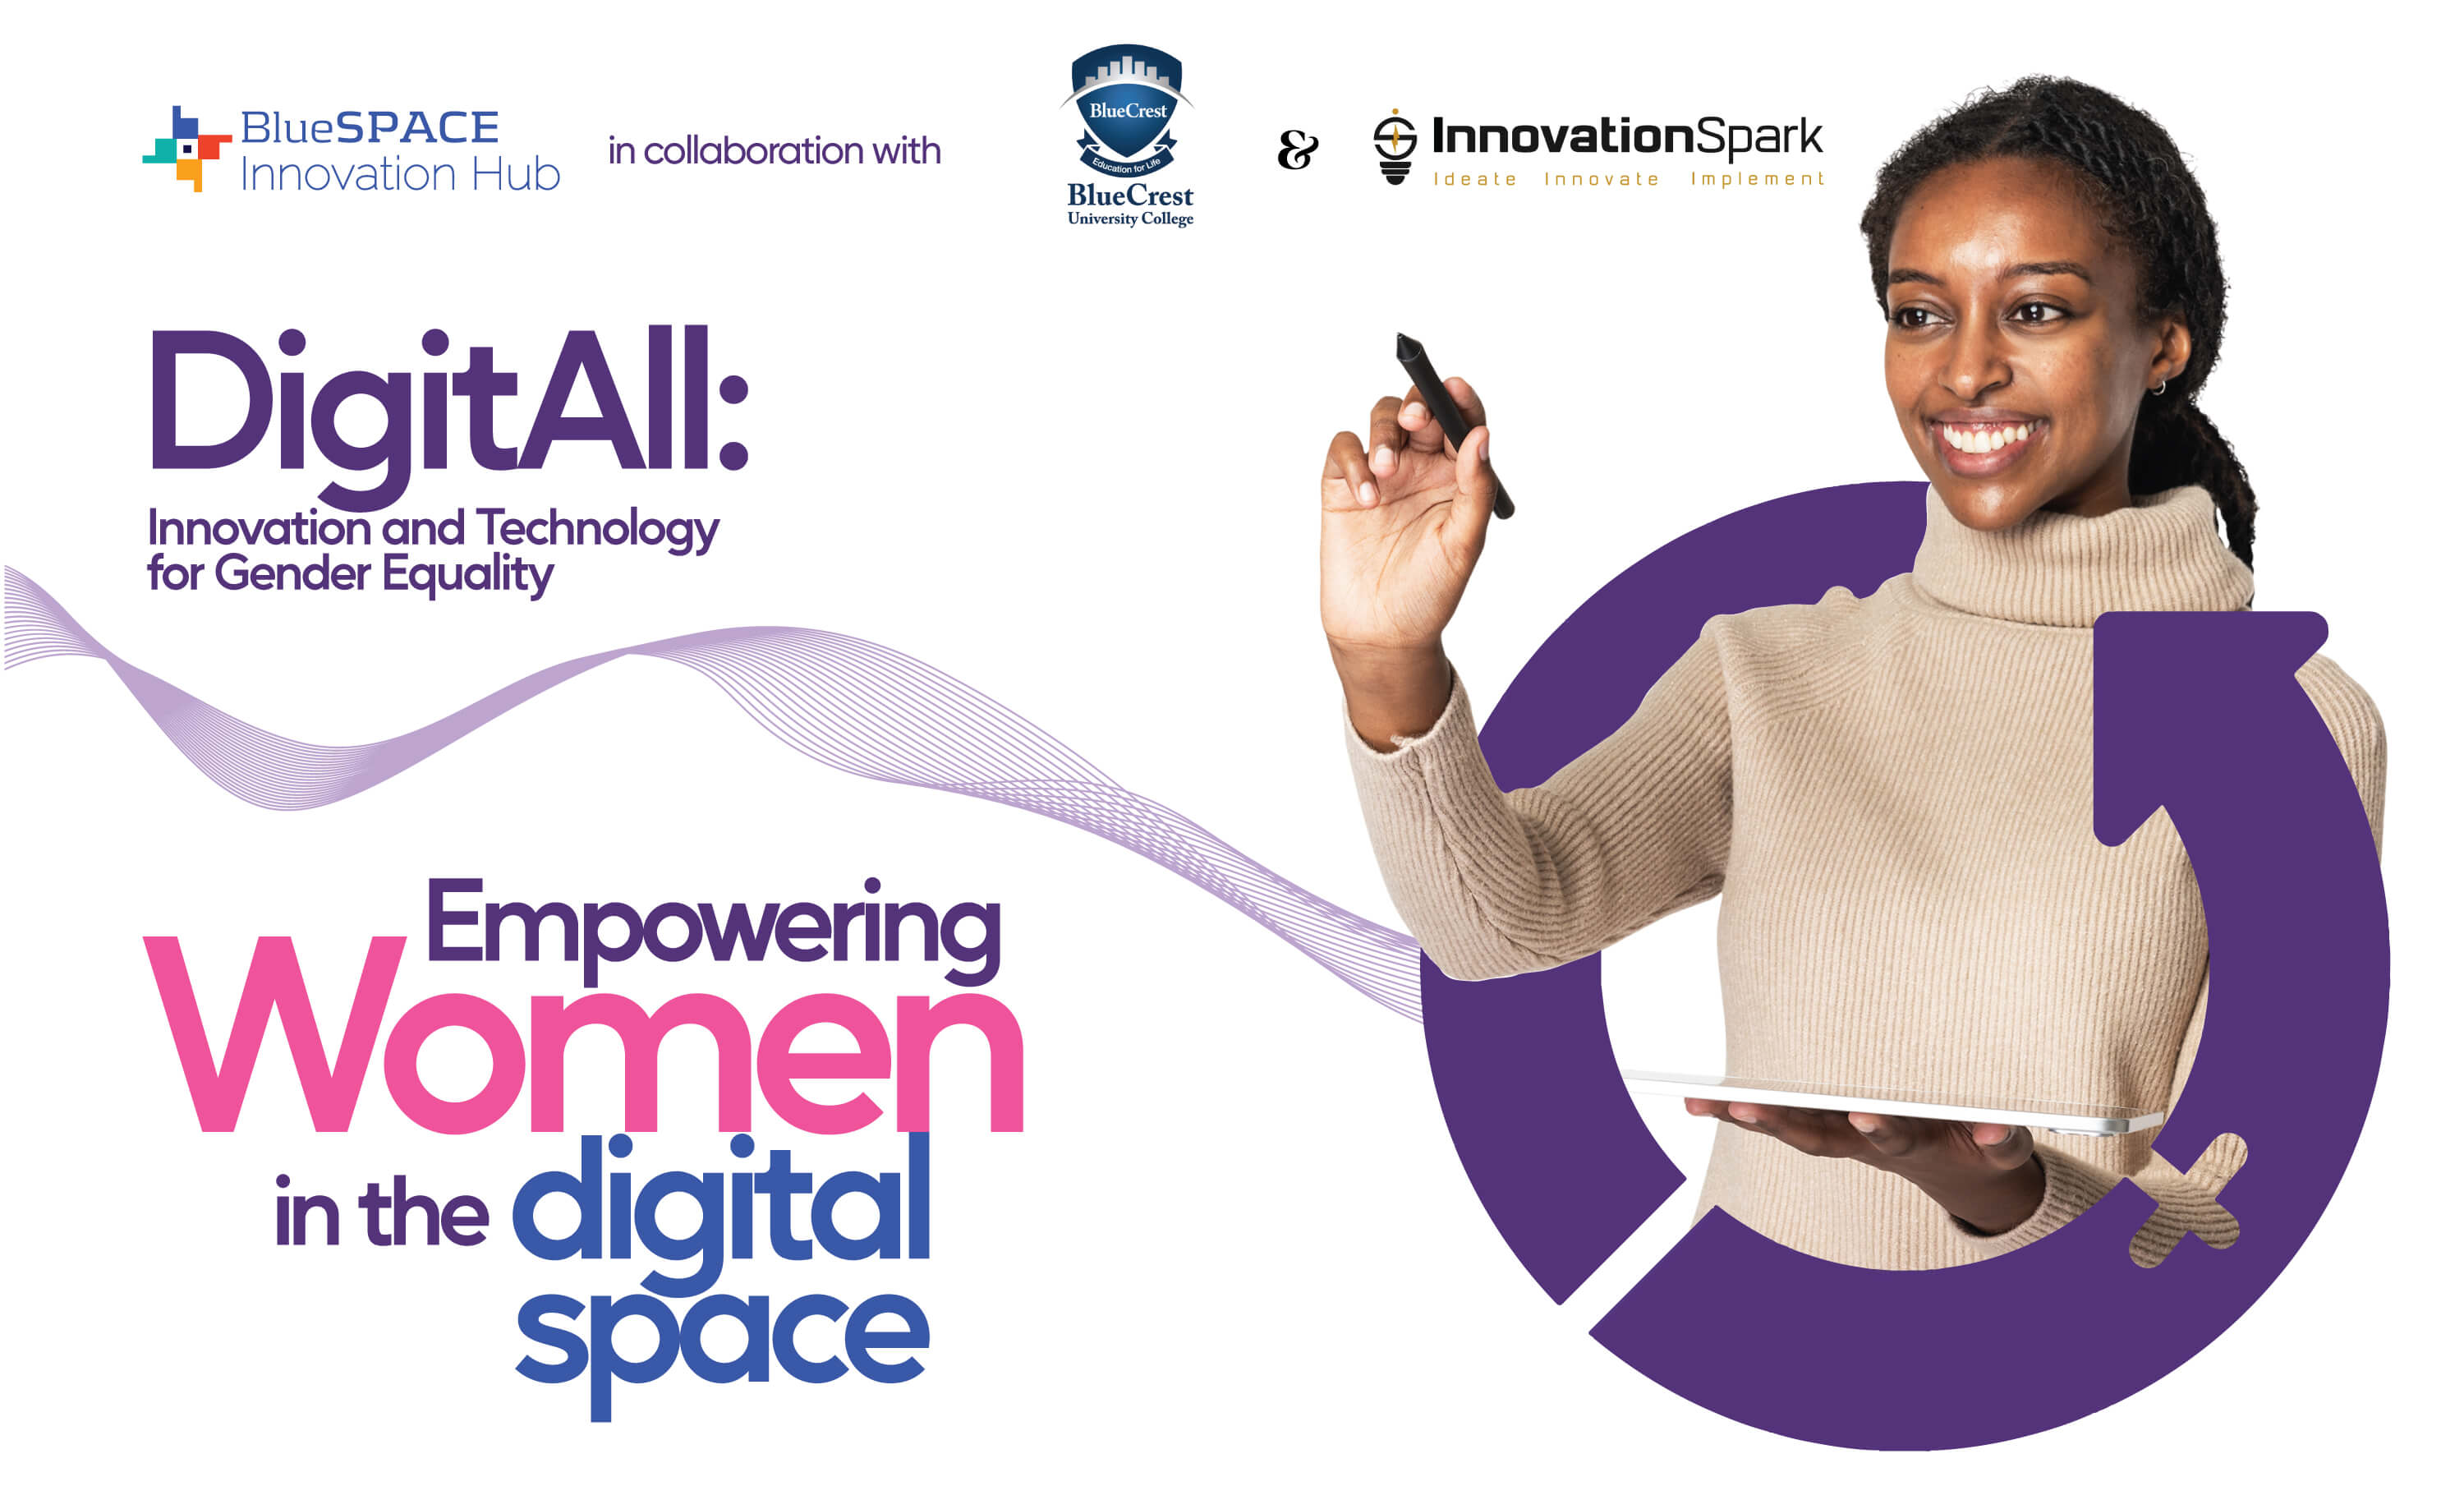 BlueSPACE
Innovation Hub
in collaboration with
BlueCrest
Education for Life
BlueCrest
University College
&
InnovationSpark
Ideate Innovate Implement
DigitAll:
Innovation and Technology
for Gender Equality
Empowering
Women
in the digital
space